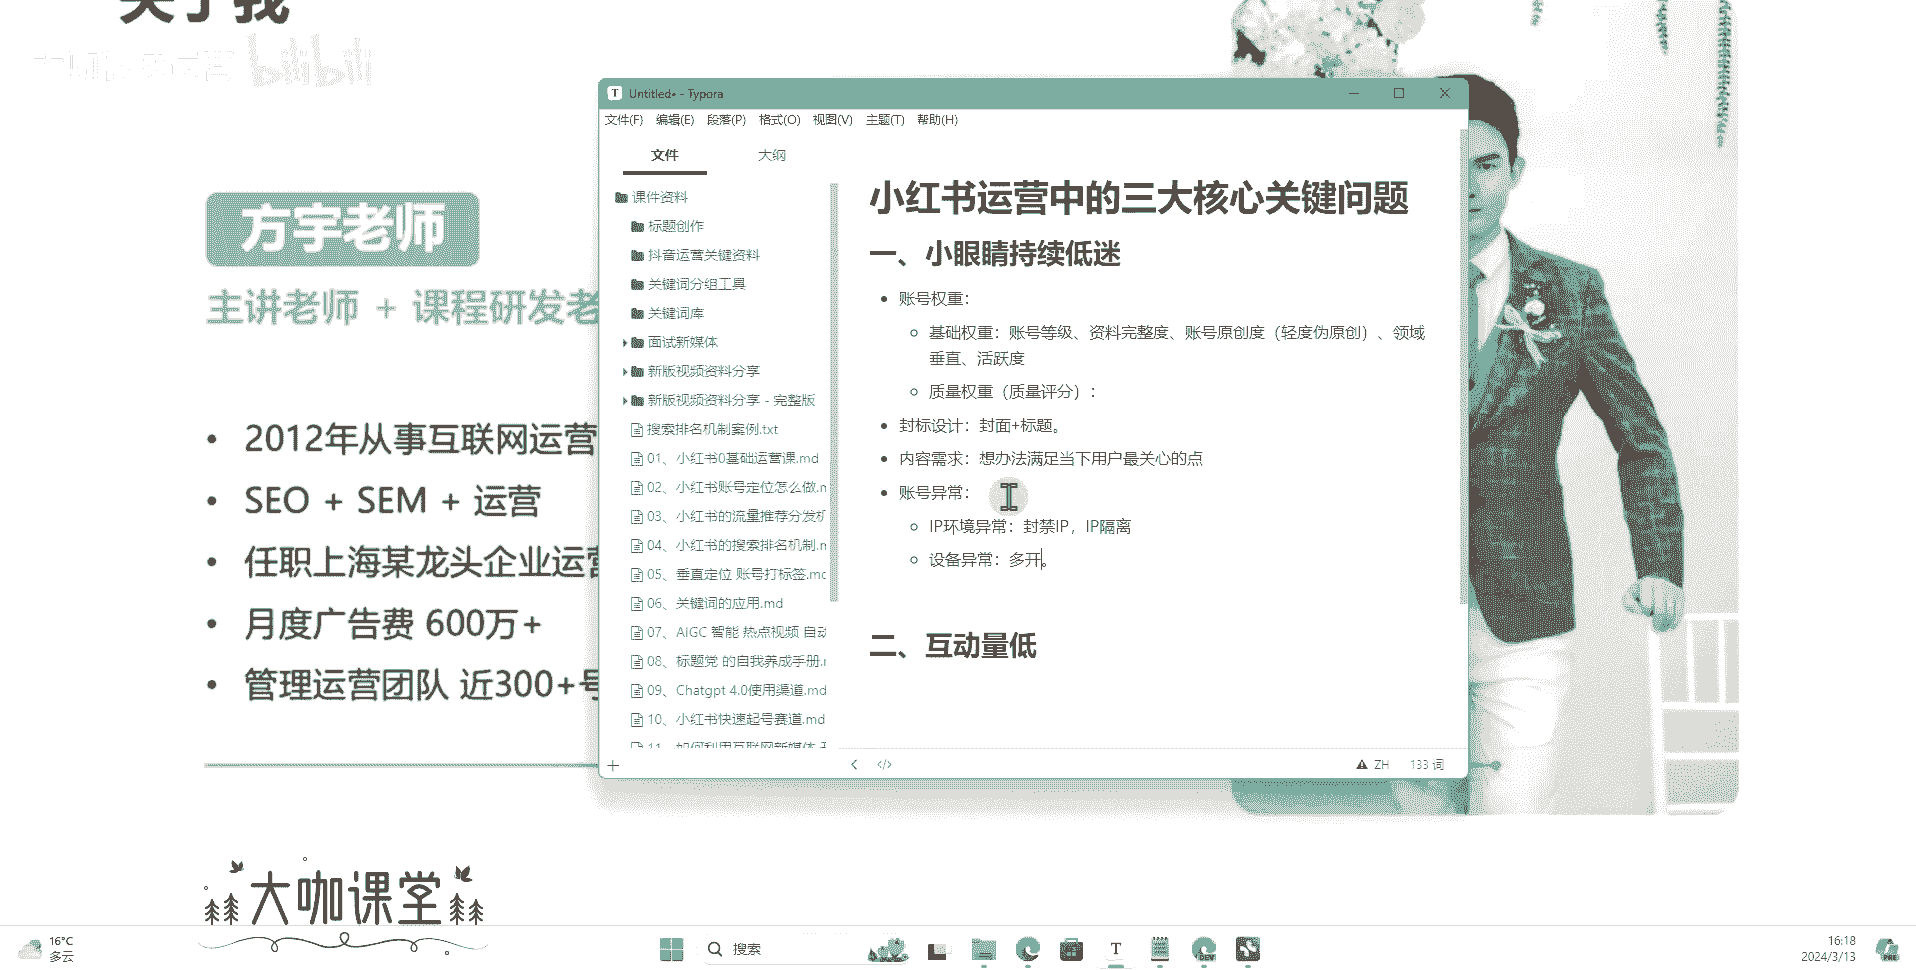 关于我
bilibili
方宇老师
主讲老师 + 课程研发老
2012年从事互联网运营
SEO + SEM + 运营
任职上海某龙头企业运营
月度广告费 600万+
管理运营团队 近300+号
大咖课堂
Untitled• - Typora
文件(F) 编辑(E) 段落(P) 格式(O) 视图(V) 主题(T) 帮助(H)
文件 大纲
课件资料
标题创作
抖音运营关键资料
关键词分组工具
关键词库
面试新媒体
新版视频资料分享
新版视频资料分享 - 完整版
搜索排名机制案例.txt
01、小红书0基础运营课.md
02、小红书账号定位怎么做.m
03、小红书的流量推荐分发机
04、小红书的搜索排名机制.m
05、垂直定位 账号打标签.md
06、关键词的应用.md
07、AIGC 智能 热点视频 自动
08、标题党 的自我养成手册.m
09、Chatgpt 4.0使用渠道.md
10、小红书快速起号赛道.md
11、如何利用互联网新媒体
小红书运营中的三大核心关键问题
一、小眼睛持续低迷
账号权重：
基础权重：账号等级、资料完整度、账号原创度（轻度伪原创）、领域
垂直、活跃度
质量权重（质量评分）：
封标设计：封面+标题。
内容需求：想办法满足当下用户最关心的点
账号异常：
IP环境异常：封禁IP，IP隔离
设备异常：多开。
二、互动量低
ZH 133 词
16°C
多云
搜索
DEV
16:18
2024/3/13
PRE